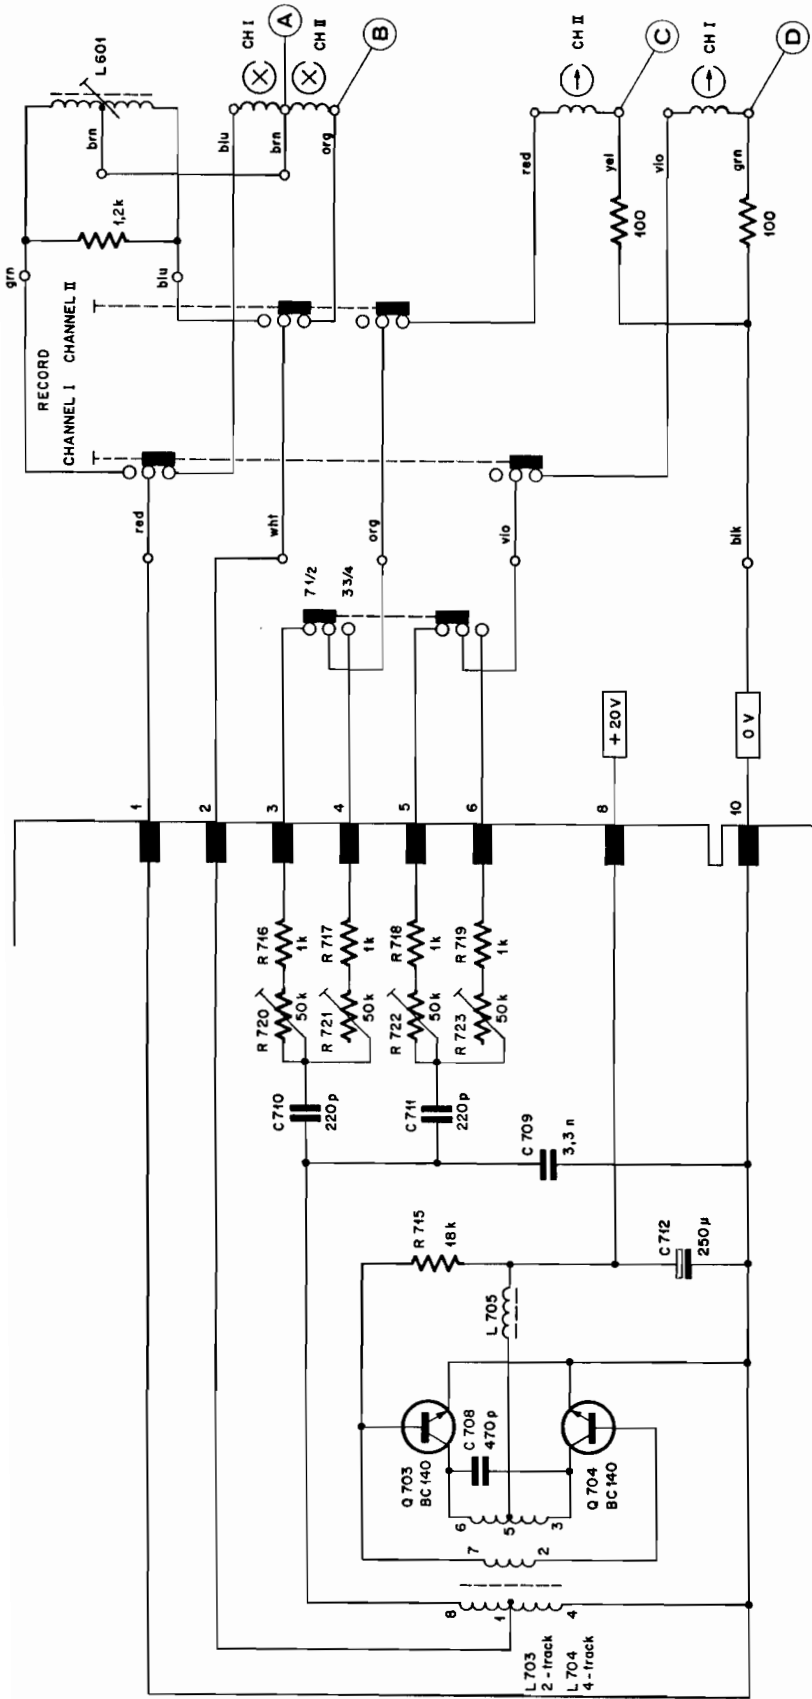 L601
brn
1,2k
grn
blu
RECORD
CHANNEL I CHANNEL II
CH I
A
CH II
B
blu
brn
org
CH II
C
CH I
D
red
yel
vio
grn
100
100
red
wht
org
vio
blk
7 1/2
3 3/4
+20V
0 V
1
2
3
4
5
6
8
10
R 716
1k
R 717
1k
R 718
1k
R 719
1k
R 720
50k
R 721
50k
R 722
50k
R 723
50k
C 710
220p
C 711
220p
C 709
3,3 n
R 715
18k
C 712
250µ
L 705
Q 703
BC 140
C 708
470p
Q 704
BC 140
6
5
3
7
2
8
1
4
L 703
2 - track
L 704
4 - track